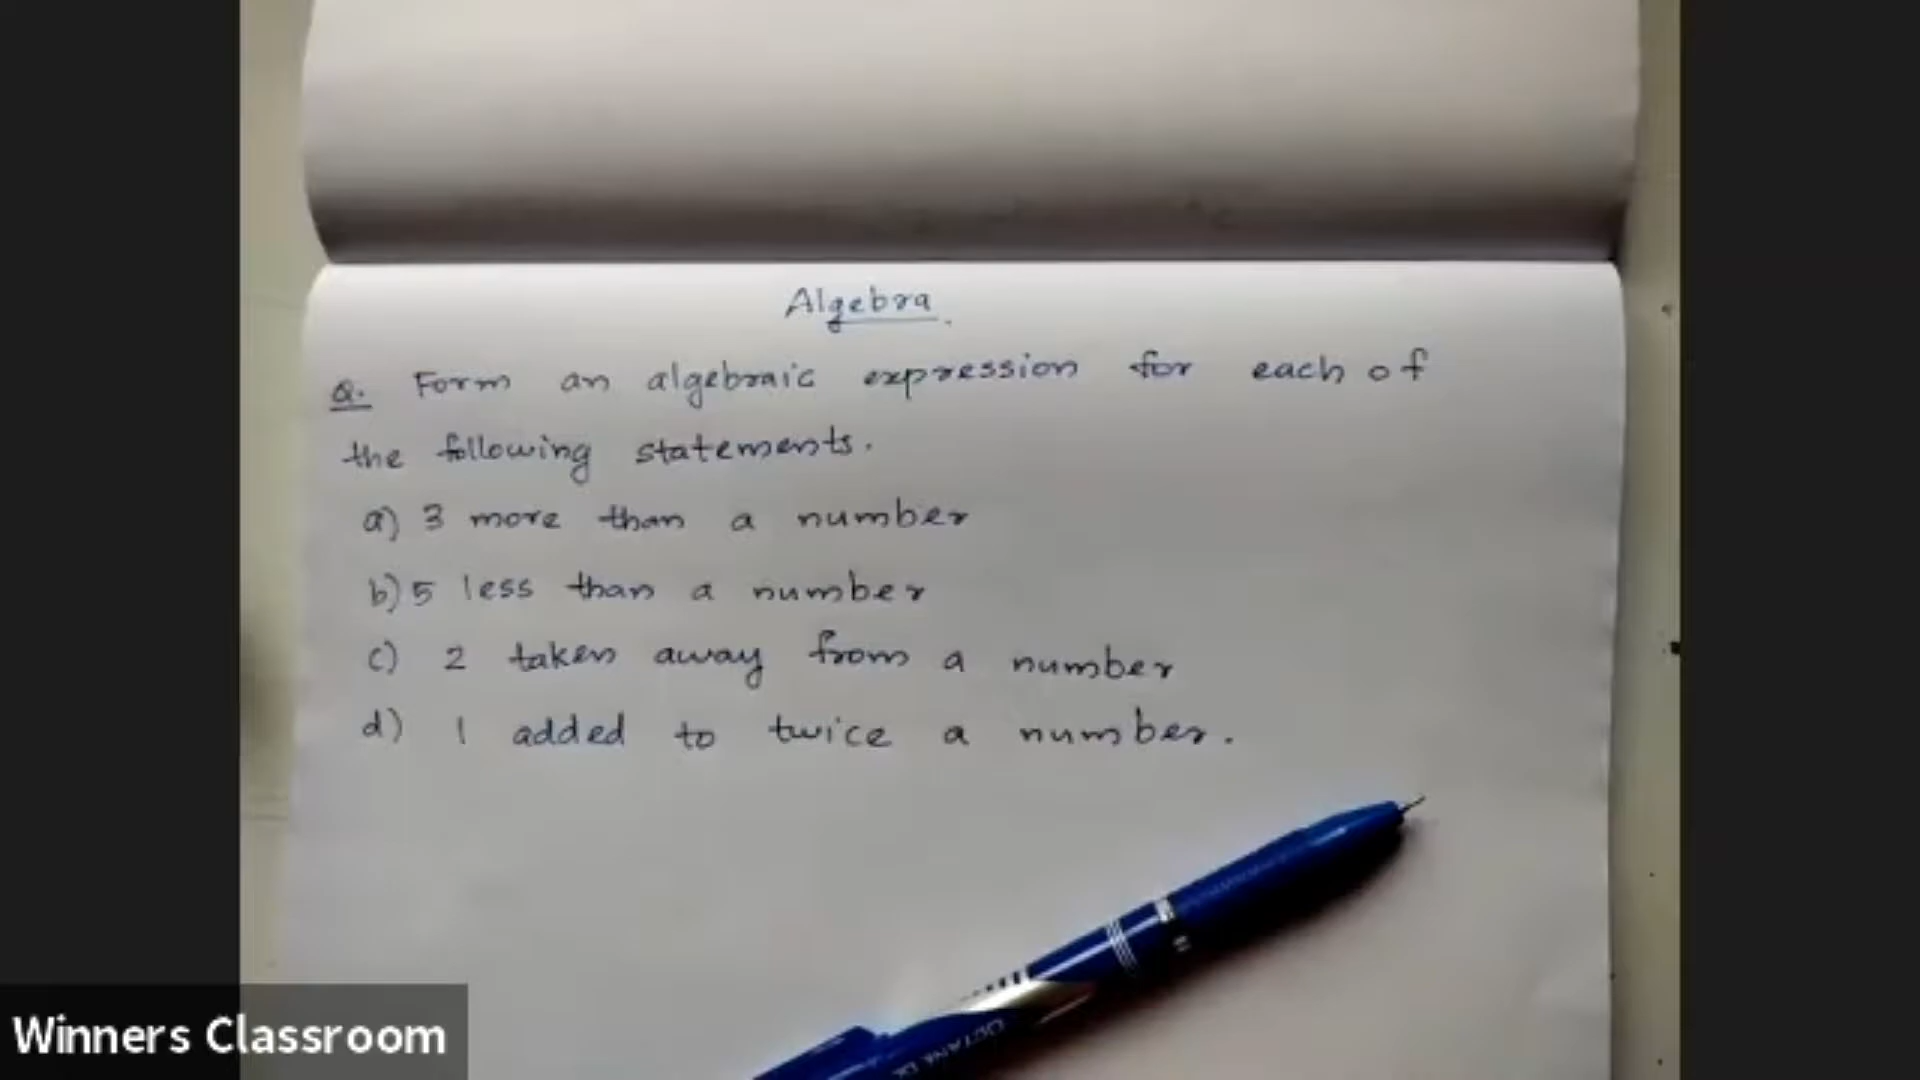 Algebra.
Q. Form an algebraic expression for each of
the following statements.
a) 3 more than a number
b) 5 less than a number
c) 2 taken away from a number
d) 1 added to twice a number.
Winners Classroom